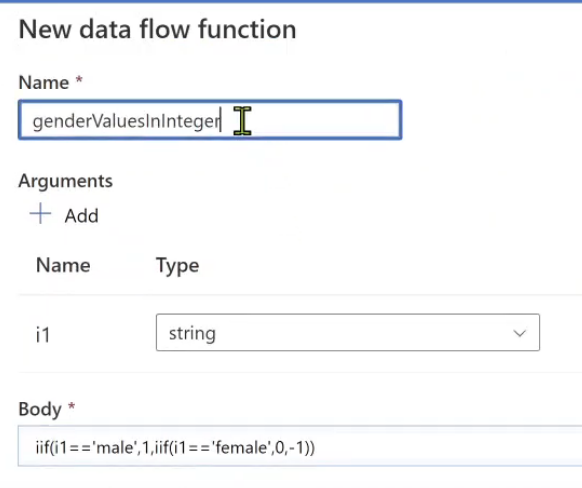 New data flow function
Name *
genderValuesInInteger
Arguments
+ Add
Name Type
i1 string
Body *
iif(i1=='male',1,iif(i1=='female',0,-1))